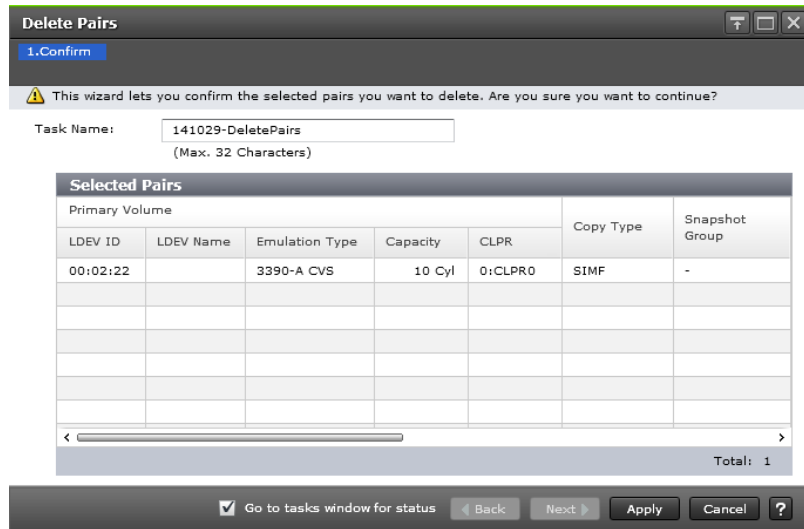 Delete Pairs
1.Confirm
This wizard lets you confirm the selected pairs you want to delete. Are you sure you want to continue?
Task Name: 141029-DeletePairs
(Max. 32 Characters)
Selected Pairs
Primary Volume Copy Type Snapshot Group
LDEV ID LDEV Name Emulation Type Capacity CLPR
00:02:22 3390-A CVS 10 Cyl 0:CLPR0 SIMF -
Total: 1
Go to tasks window for status Back Next Apply Cancel ?